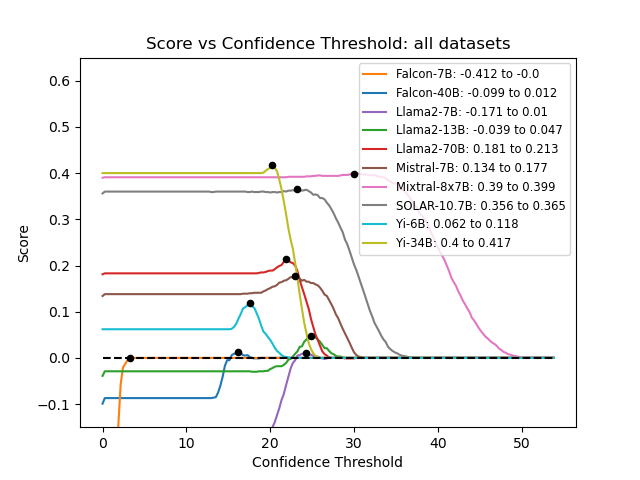 Score vs Confidence Threshold: all datasets
Falcon-7B: -0.412 to -0.0
Falcon-40B: -0.099 to 0.012
Llama2-7B: -0.171 to 0.01
Llama2-13B: -0.039 to 0.047
Llama2-70B: 0.181 to 0.213
Mistral-7B: 0.134 to 0.177
Mixtral-8x7B: 0.39 to 0.399
SOLAR-10.7B: 0.356 to 0.365
Yi-6B: 0.062 to 0.118
Yi-34B: 0.4 to 0.417
Score
0.6
0.5
0.4
0.3
0.2
0.1
0.0
−0.1
0 10 20 30 40 50
Confidence Threshold